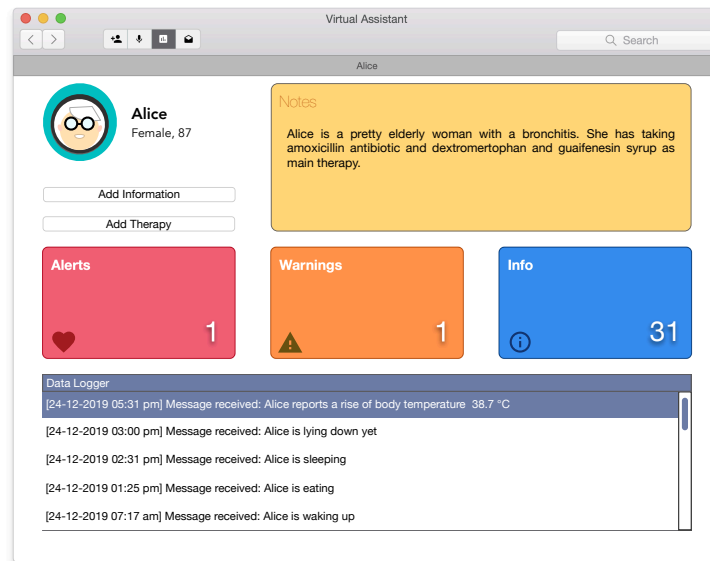 Virtual Assistant
Search
Alice
Alice
Female, 87
Add Information
Add Therapy
Notes
Alice is a pretty elderly woman with a bronchitis. She has taking
amoxicillin antibiotic and dextromertophan and guaifenesin syrup as
main therapy.
Alerts
1
Warnings
1
Info
31
Data Logger
[24-12-2019 05:31 pm] Message received: Alice reports a rise of body temperature 38.7 °C
[24-12-2019 03:00 pm] Message received: Alice is lying down yet
[24-12-2019 02:31 pm] Message received: Alice is sleeping
[24-12-2019 01:25 pm] Message received: Alice is eating
[24-12-2019 07:17 am] Message received: Alice is waking up